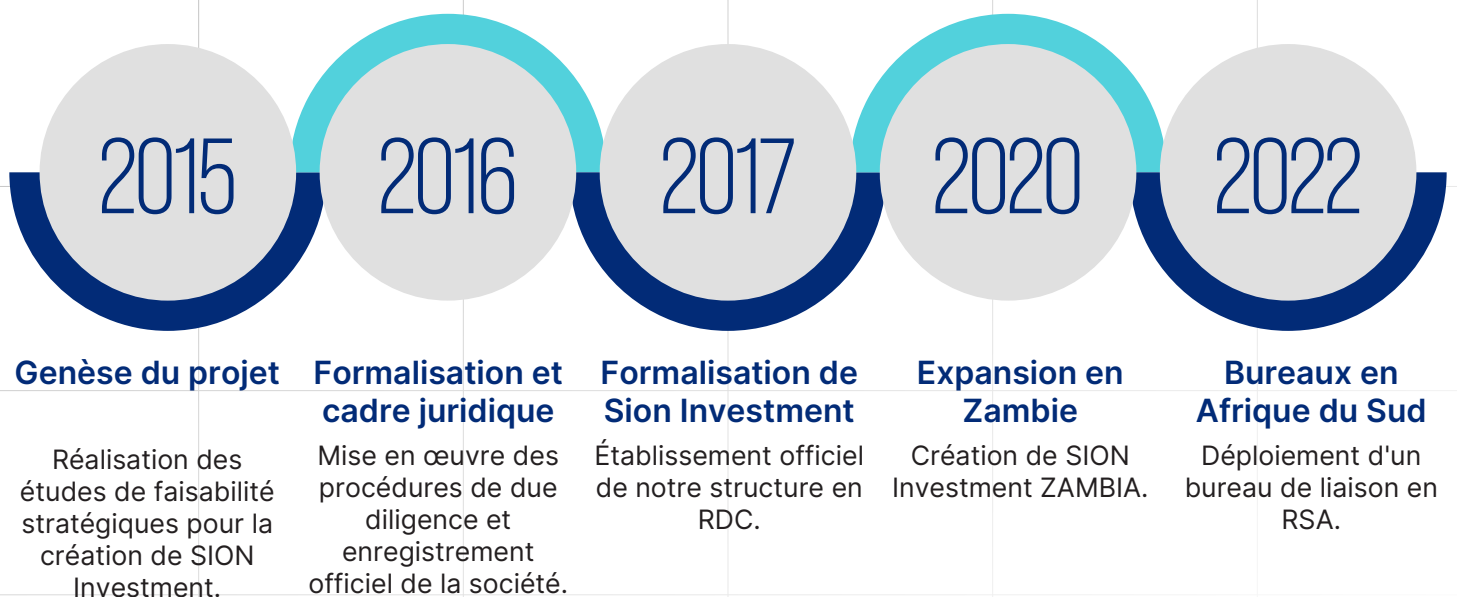 2015
2016
2017
2020
2022
Genèse du projet
Réalisation des
études de faisabilité
stratégiques pour la
création de SION
Investment.
Formalisation et
cadre juridique
Mise en œuvre des
procédures de due
diligence et
enregistrement
officiel de la société.
Formalisation de
Sion Investment
Établissement officiel
de notre structure en
RDC.
Expansion en
Zambie
Création de SION
Investment ZAMBIA.
Bureaux en
Afrique du Sud
Déploiement d'un
bureau de liaison en
RSA.